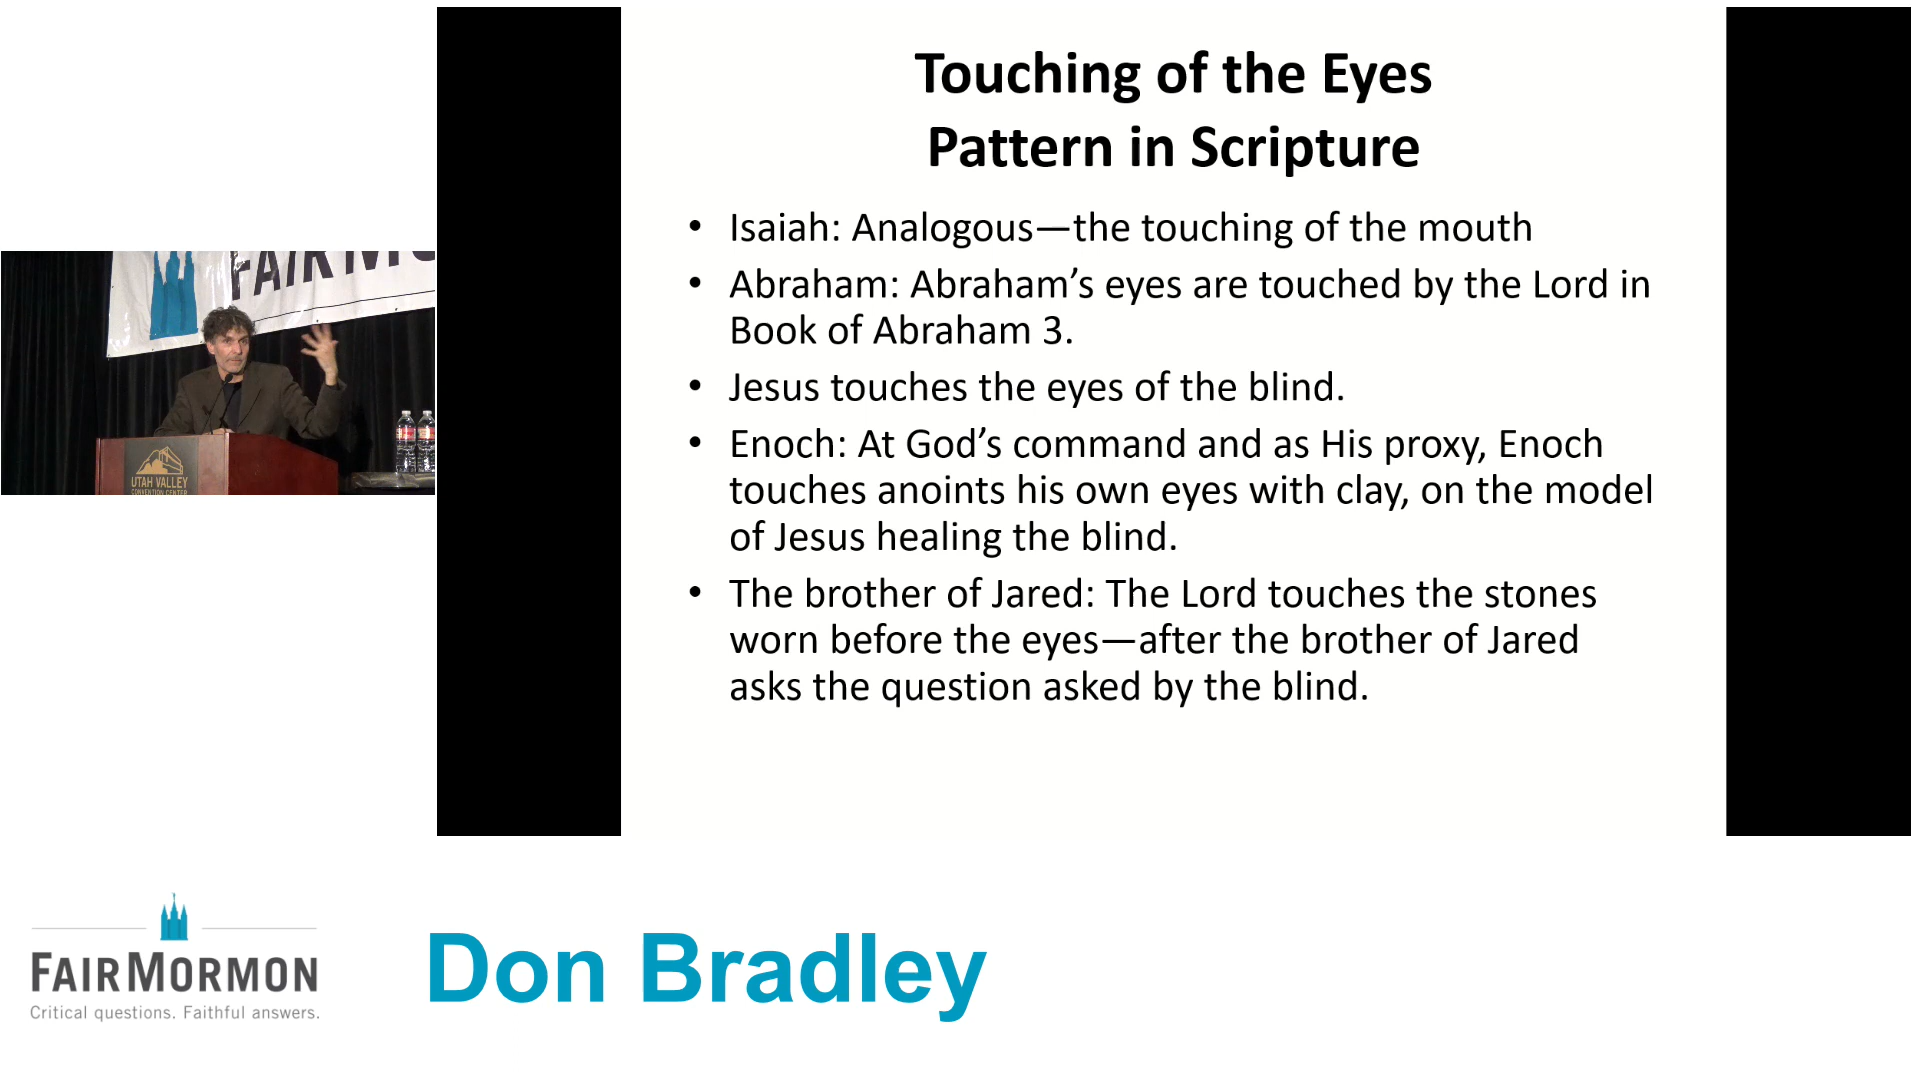 Touching of the Eyes
Pattern in Scripture
• Isaiah: Analogous—the touching of the mouth
• Abraham: Abraham’s eyes are touched by the Lord in
Book of Abraham 3.
• Jesus touches the eyes of the blind.
• Enoch: At God’s command and as His proxy, Enoch
touches anoints his own eyes with clay, on the model
of Jesus healing the blind.
• The brother of Jared: The Lord touches the stones
worn before the eyes—after the brother of Jared
asks the question asked by the blind.
FAIR MO
UTAH VALLEY
CONVENTION CENTER
FAIRMORMON
Critical questions. Faithful answers.
Don Bradley